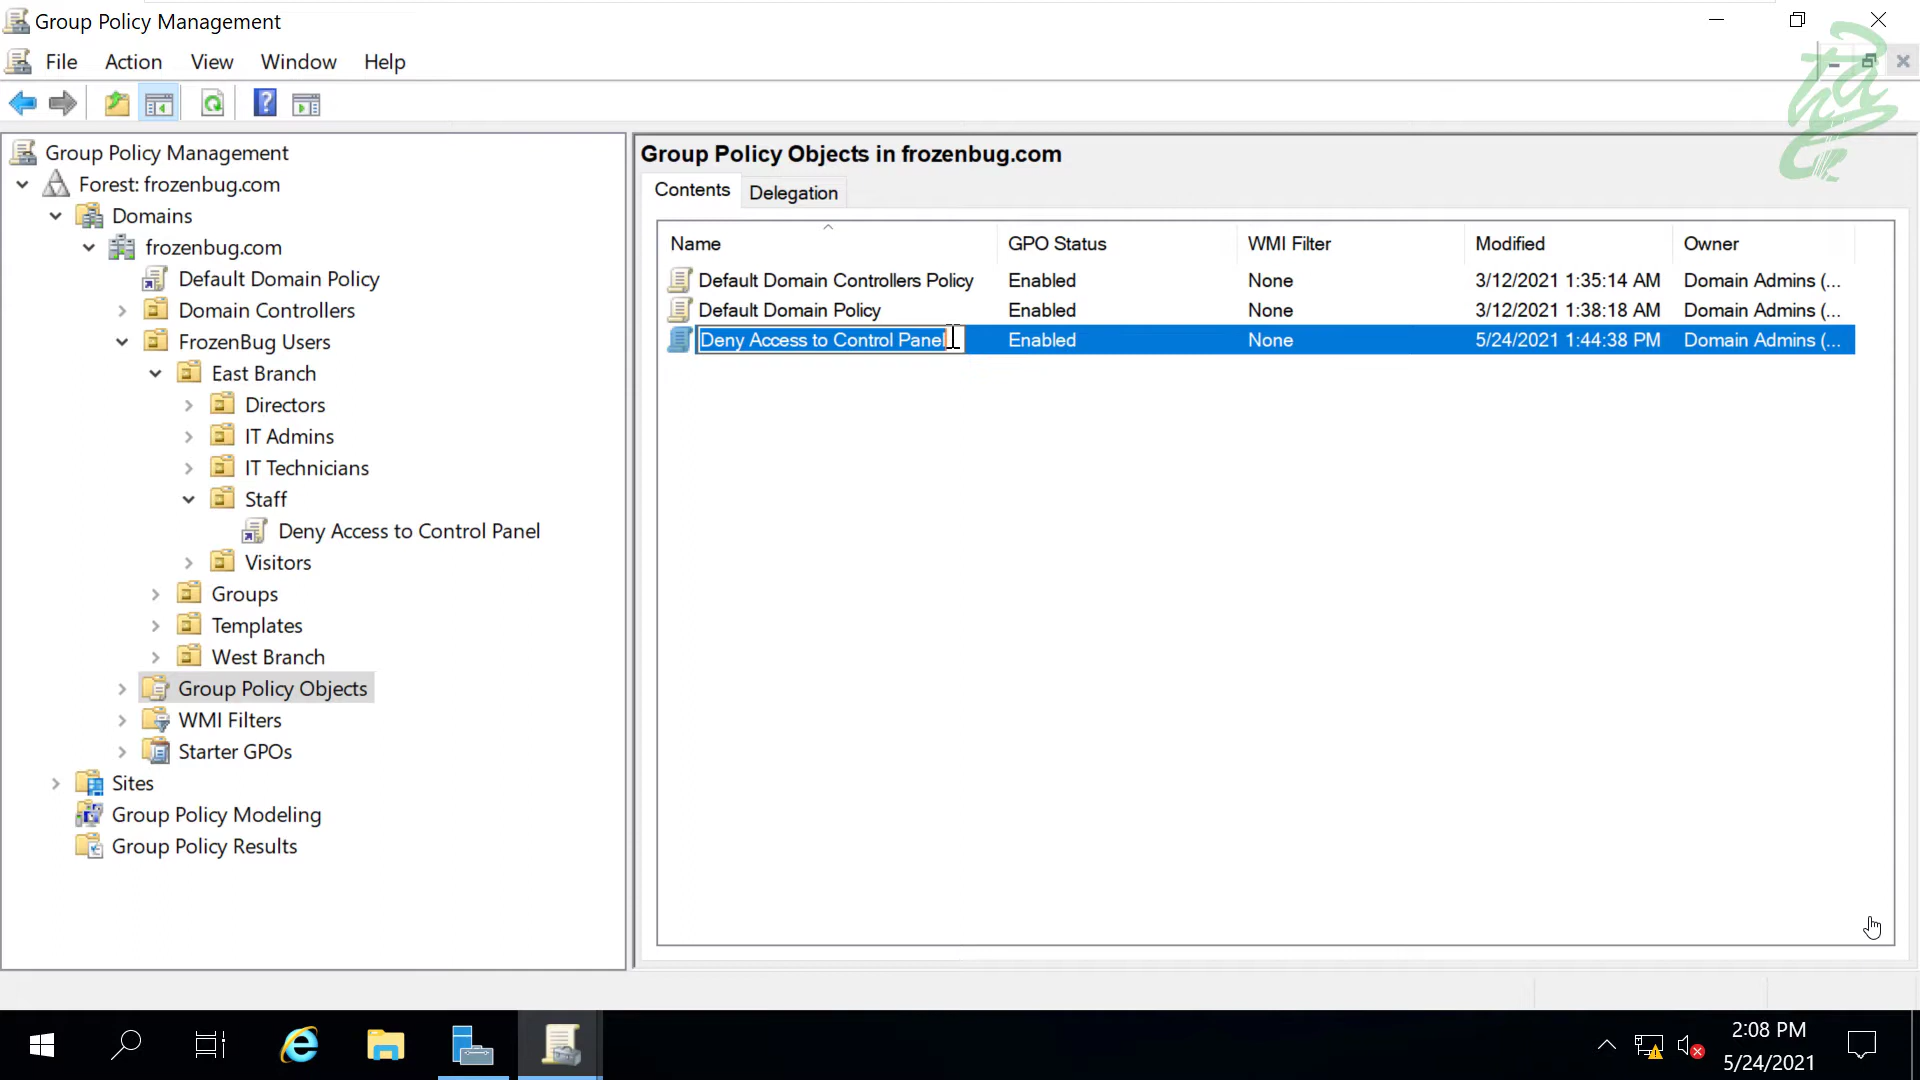 Group Policy Management
File Action View Window Help
Group Policy Management
Forest: frozenbug.com
Domains
frozenbug.com
Default Domain Policy
Domain Controllers
FrozenBug Users
East Branch
Directors
IT Admins
IT Technicians
Staff
Deny Access to Control Panel
Visitors
Groups
Templates
West Branch
Group Policy Objects
WMI Filters
Starter GPOs
Sites
Group Policy Modeling
Group Policy Results
Group Policy Objects in frozenbug.com
Contents Delegation
Name GPO Status WMI Filter Modified Owner
Default Domain Controllers Policy Enabled None 3/12/2021 1:35:14 AM Domain Admins (...
Default Domain Policy Enabled None 3/12/2021 1:38:18 AM Domain Admins (...
Deny Access to Control Panel Enabled None 5/24/2021 1:44:38 PM Domain Admins (...
2:08 PM
5/24/2021